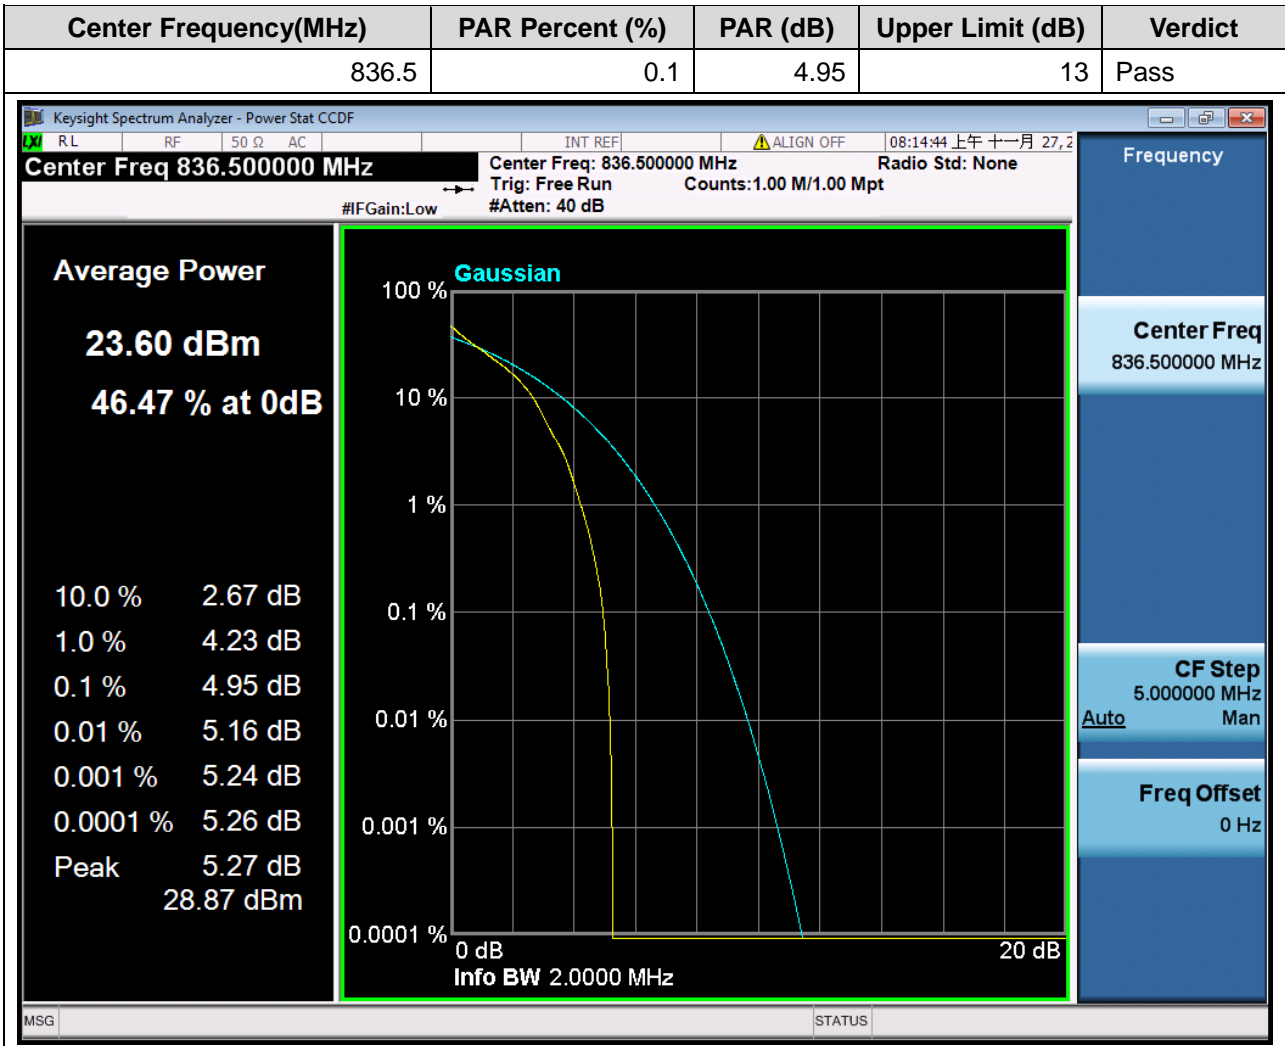 Center Frequency(MHz) PAR Percent (%) PAR (dB) Upper Limit (dB) Verdict
836.5 0.1 4.95 13 Pass
Keysight Spectrum Analyzer - Power Stat CCDF
LXI RL RF 50 Ω AC INT REF ALIGN OFF 08:14:44 上午 十一月 27, 2
Center Freq 836.500000 MHz
Center Freq: 836.500000 MHz Radio Std: None
Trig: Free Run Counts:1.00 M/1.00 Mpt
#IFGain:Low #Atten: 40 dB
Average Power
23.60 dBm
46.47 % at 0dB
10.0 % 2.67 dB
1.0 % 4.23 dB
0.1 % 4.95 dB
0.01 % 5.16 dB
0.001 % 5.24 dB
0.0001 % 5.26 dB
Peak 5.27 dB
28.87 dBm
Gaussian
100 %
10 %
1 %
0.1 %
0.01 %
0.001 %
0.0001 %
0 dB 20 dB
Info BW 2.0000 MHz
Frequency
Center Freq
836.500000 MHz
CF Step
5.000000 MHz
Auto Man
Freq Offset
0 Hz
MSG STATUS